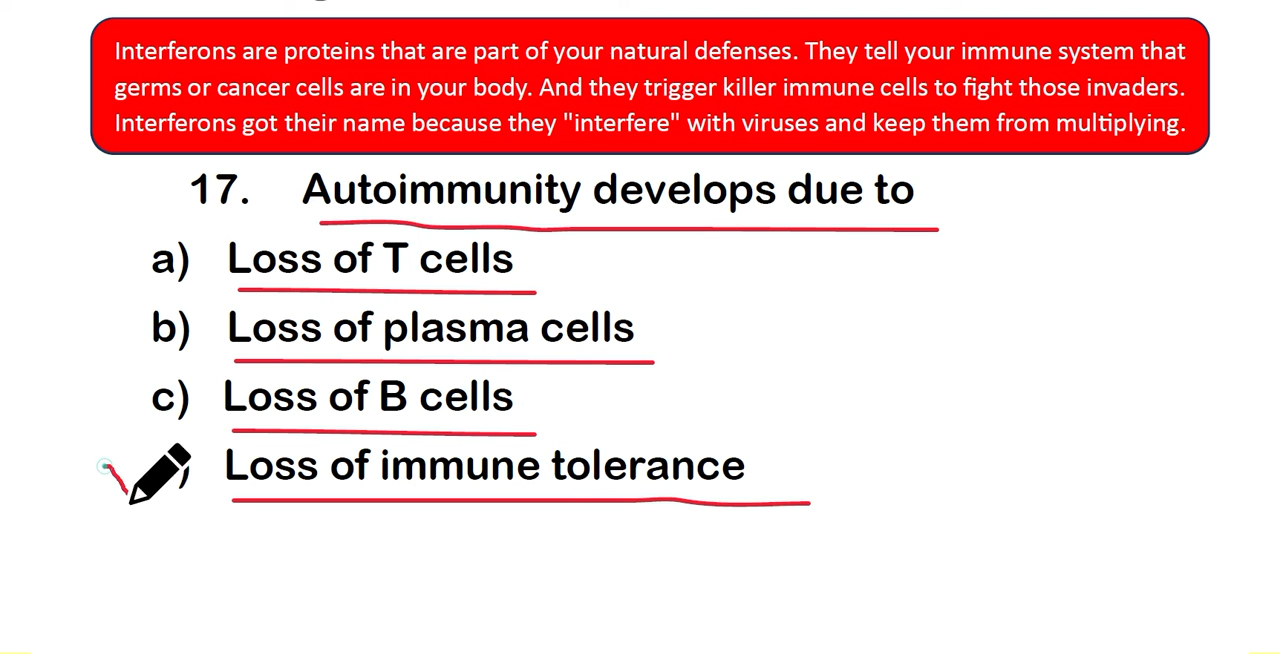 Interferons are proteins that are part of your natural defenses. They tell your immune system that
germs or cancer cells are in your body. And they trigger killer immune cells to fight those invaders.
Interferons got their name because they "interfere" with viruses and keep them from multiplying.
17. Autoimmunity develops due to
a) Loss of T cells
b) Loss of plasma cells
c) Loss of B cells
) Loss of immune tolerance